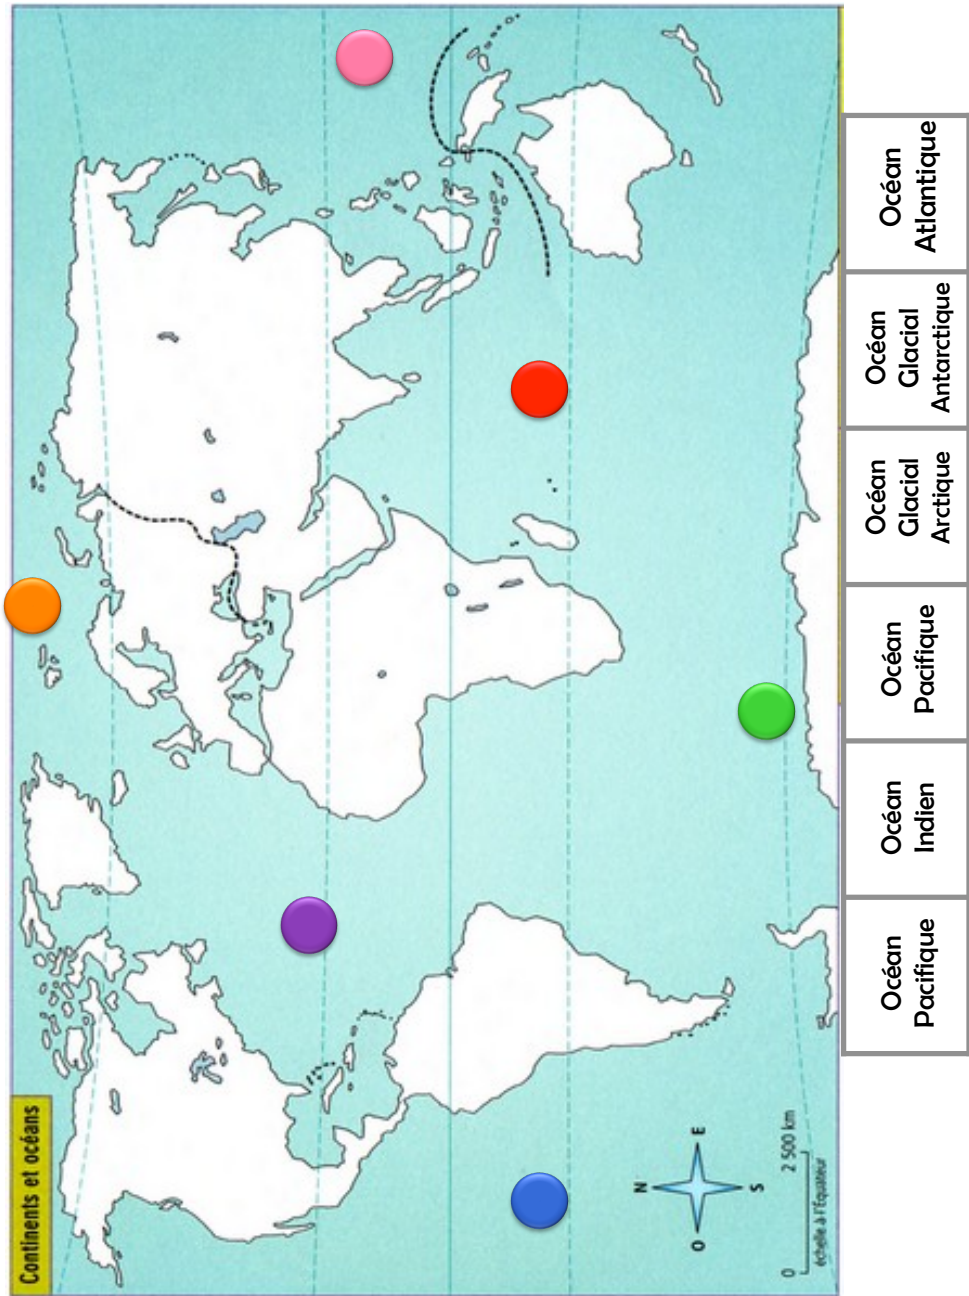 Continents et océans
N
O
E
S
0 2 500 km
échelle à l'Équateur
Océan
Pacifique
Océan
Indien
Océan
Pacifique
Océan
Glacial
Arctique
Océan
Glacial
Antarctique
Océan
Atlantique